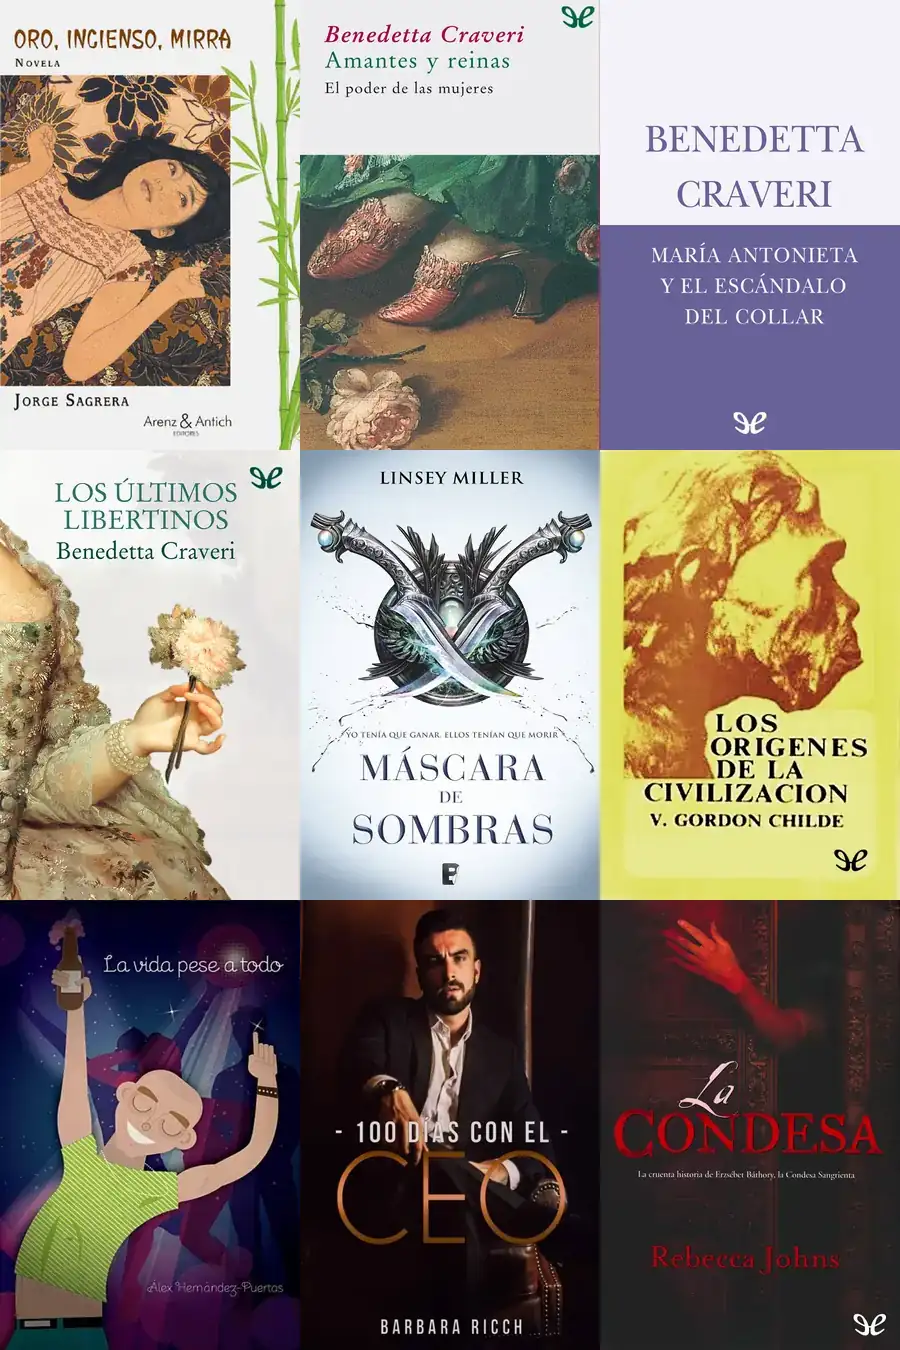 ORO, INCIENSO, MIRRA
NOVELA
JORGE SAGRERA
Arenz & Antich
EDITORES
Benedetta Craveri
Amantes y reinas
El poder de las mujeres
BENEDETTA
CRAVERI
MARÍA ANTONIETA
Y EL ESCÁNDALO
DEL COLLAR
LOS ÚLTIMOS
LIBERTINOS
Benedetta Craveri
LINSEY MILLER
YO TENÍA QUE GANAR. ELLOS TENÍAN QUE MORIR
MÁSCARA
DE
SOMBRAS
B
LOS
ORIGENES
DE LA
CIVILIZACION
V. GORDON CHILDE
La vida pese a todo
Álex Hernández-Puertas
- 100 DÍAS CON EL -
CEO
BARBARA RICCH
La
CONDESA
La cruenta historia de Erzsébet Báthory, la Condesa Sangrienta
Rebecca Johns